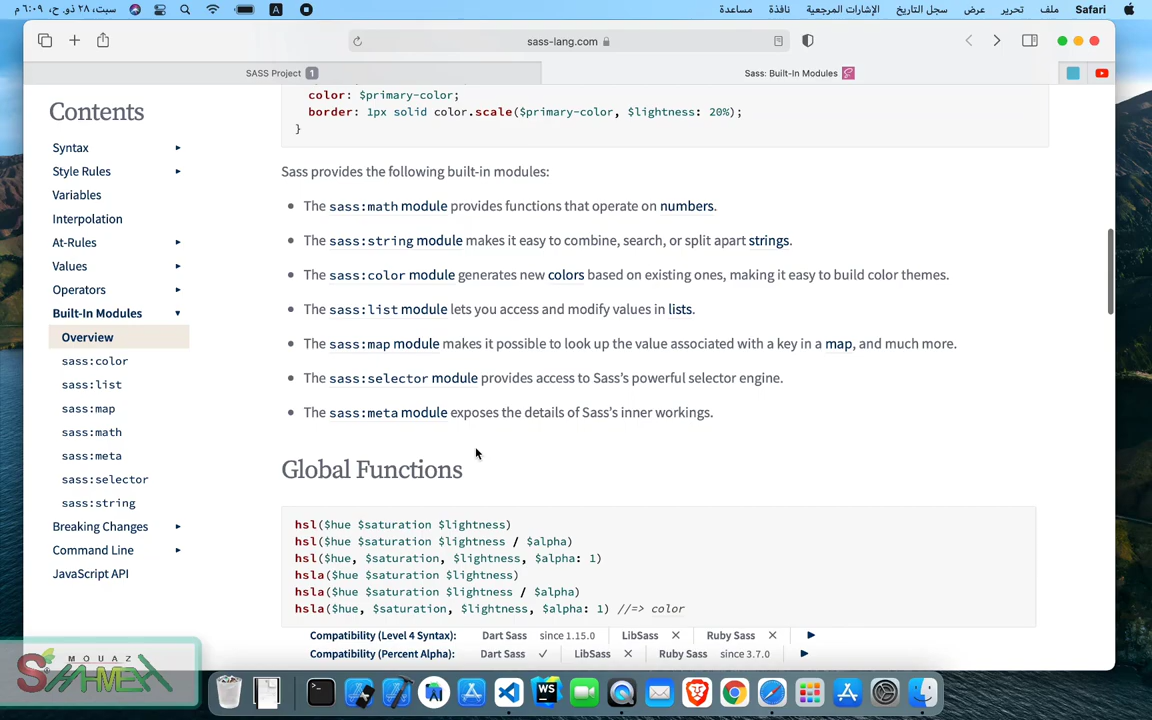 Safari ملف تحرير عرض سجل التاريخ الإشارات المرجعية نافذة مساعدة
سبت، ٢٨ ذو. ح، ٦:٠٩ م
A
sass-lang.com
SASS Project 1
Sass: Built-In Modules
Contents
Syntax
Style Rules
Variables
Interpolation
At-Rules
Values
Operators
Built-In Modules
Overview
sass:color
sass:list
sass:map
sass:math
sass:meta
sass:selector
sass:string
Breaking Changes
Command Line
JavaScript API
color: $primary-color;
border: 1px solid color.scale($primary-color, $lightness: 20%);
}
Sass provides the following built-in modules:
The sass:math module provides functions that operate on numbers.
The sass:string module makes it easy to combine, search, or split apart strings.
The sass:color module generates new colors based on existing ones, making it easy to build color themes.
The sass:list module lets you access and modify values in lists.
The sass:map module makes it possible to look up the value associated with a key in a map, and much more.
The sass:selector module provides access to Sass’s powerful selector engine.
The sass:meta module exposes the details of Sass’s inner workings.
Global Functions
hsl($hue $saturation $lightness)
hsl($hue $saturation $lightness / $alpha)
hsl($hue, $saturation, $lightness, $alpha: 1)
hsla($hue $saturation $lightness)
hsla($hue $saturation $lightness / $alpha)
hsla($hue, $saturation, $lightness, $alpha: 1) //=> color
Compatibility (Level 4 Syntax): Dart Sass since 1.15.0 LibSass ✕ Ruby Sass ✕
Compatibility (Percent Alpha): Dart Sass ✓ LibSass ✕ Ruby Sass since 3.7.0
MOUAZ
WS